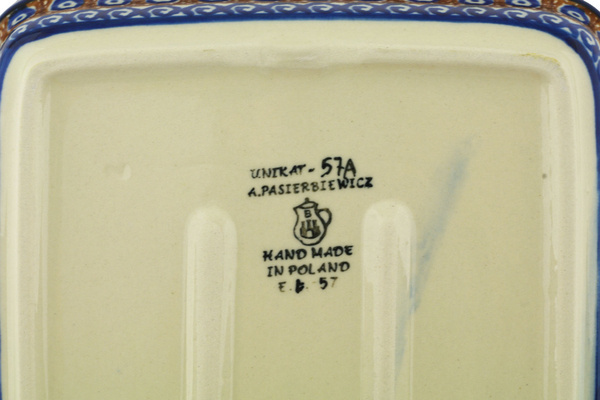 UNIKAT - 57A
A.PASIERBIEWICZ
B
HAND MADE
IN POLAND
E. 57